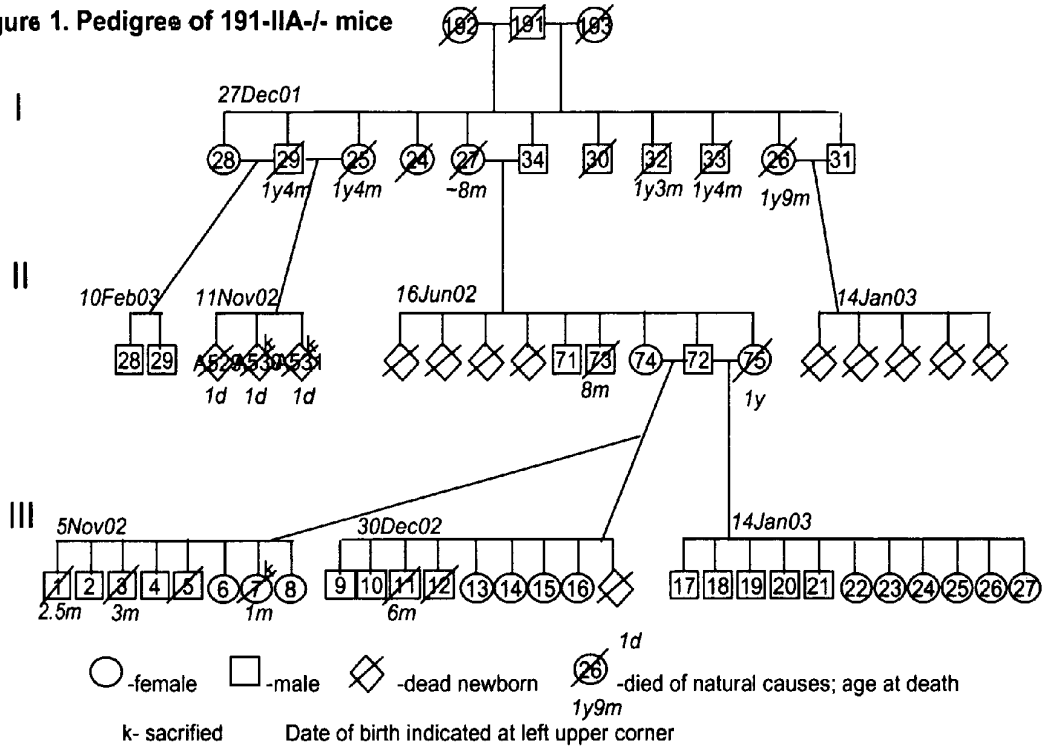 gure 1. Pedigree of 191-IIA-/- mice
192 191 193
I
27Dec01
28 29 25 24 27 34 30 32 33 26 31
1y4m 1y4m ~8m 1y3m 1y4m 1y9m
II
10Feb03 11Nov02 16Jun02 14Jan03
k k
28 29 A529 A530 A531 71 73 74 72 75
1d 1d 1d 8m 1y
III
5Nov02 30Dec02 14Jan03
k
1 2 3 4 5 6 7 8 9 10 11 12 13 14 15 16 17 18 19 20 21 22 23 24 25 26 27
2.5m 3m 1m 6m
1d
-female -male -dead newborn 26 -died of natural causes; age at death
1y9m
k- sacrified Date of birth indicated at left upper corner